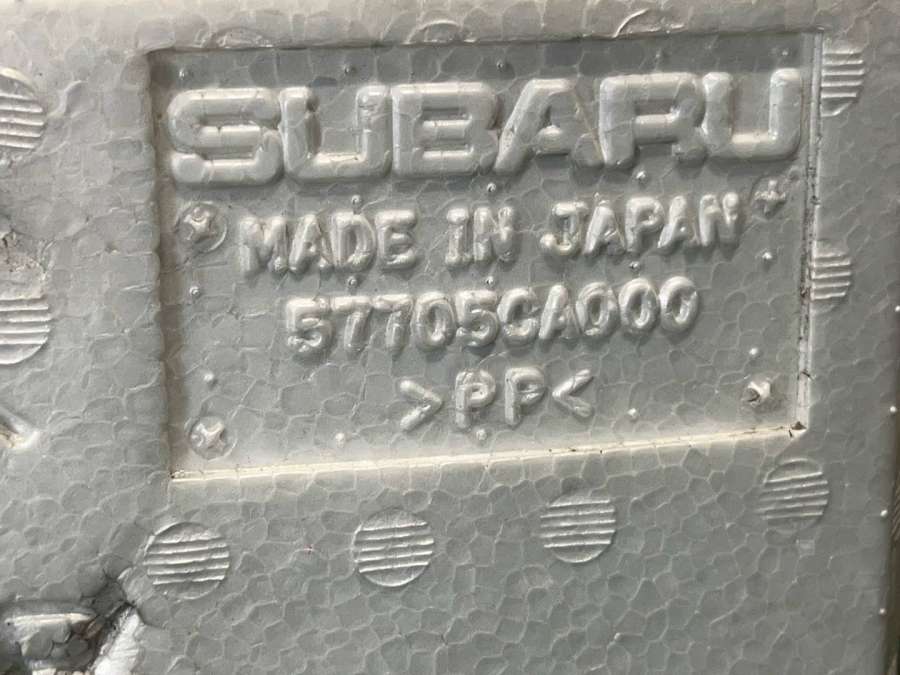 SUBARU
MADE IN JAPAN
57705CA000
>PP<